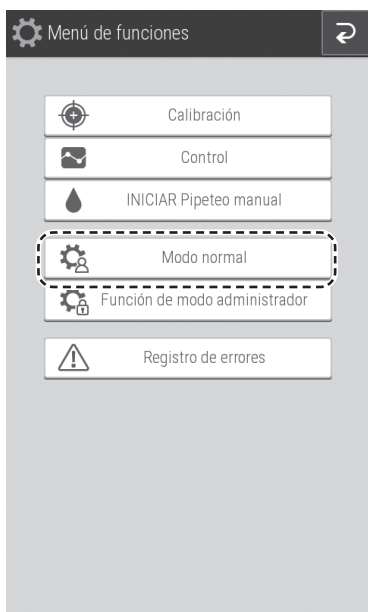 Menú de funciones
Calibración
Control
INICIAR Pipeteo manual
Modo normal
Función de modo administrador
Registro de errores